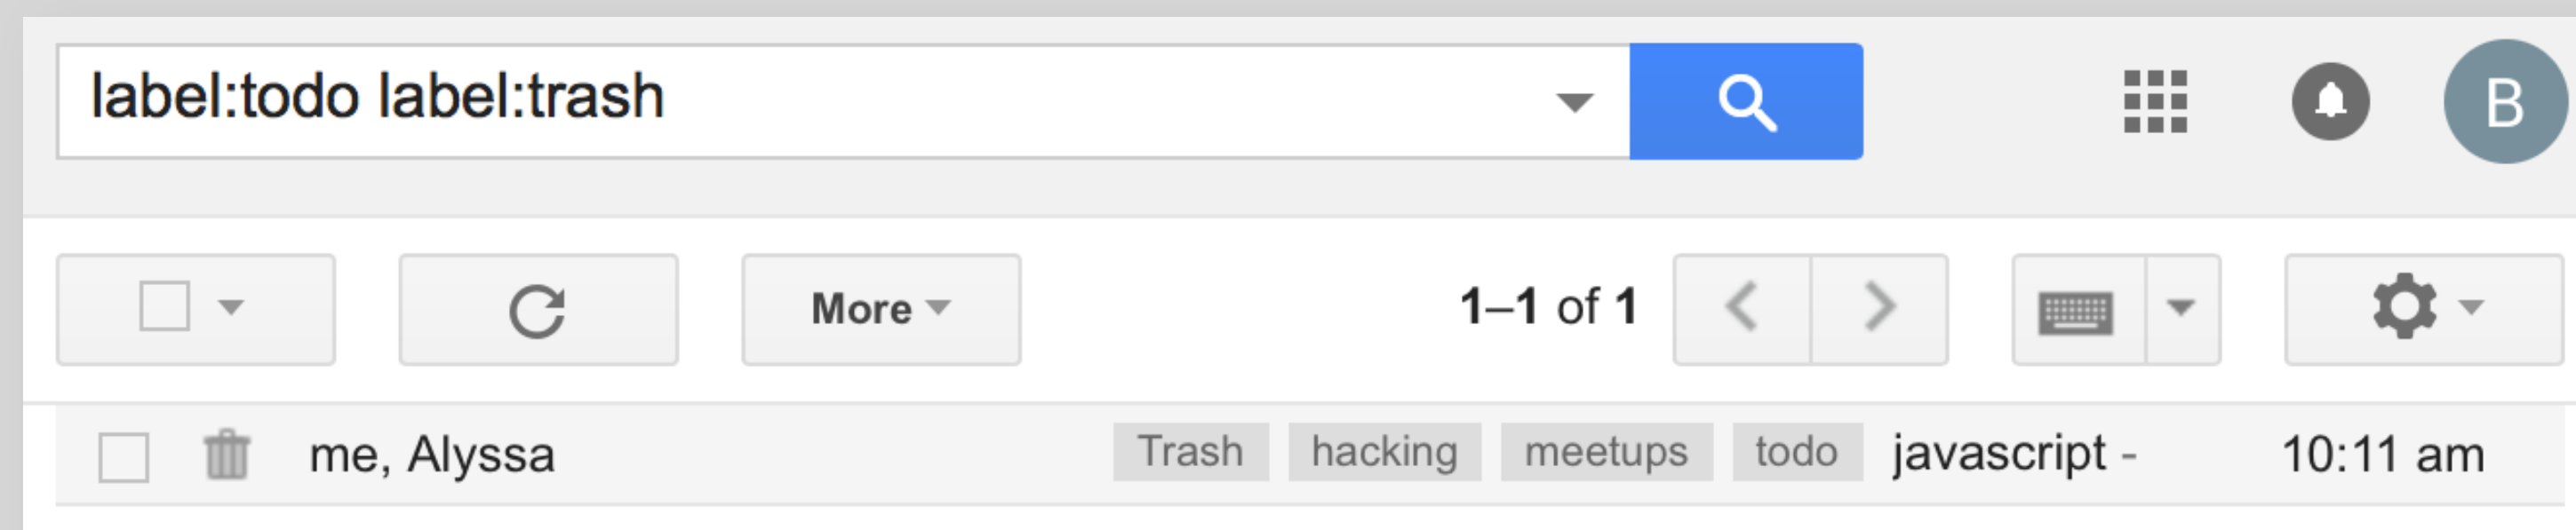 label:todo label:trash
B
More 1–1 of 1
me, Alyssa Trash hacking meetups todo javascript - 10:11 am